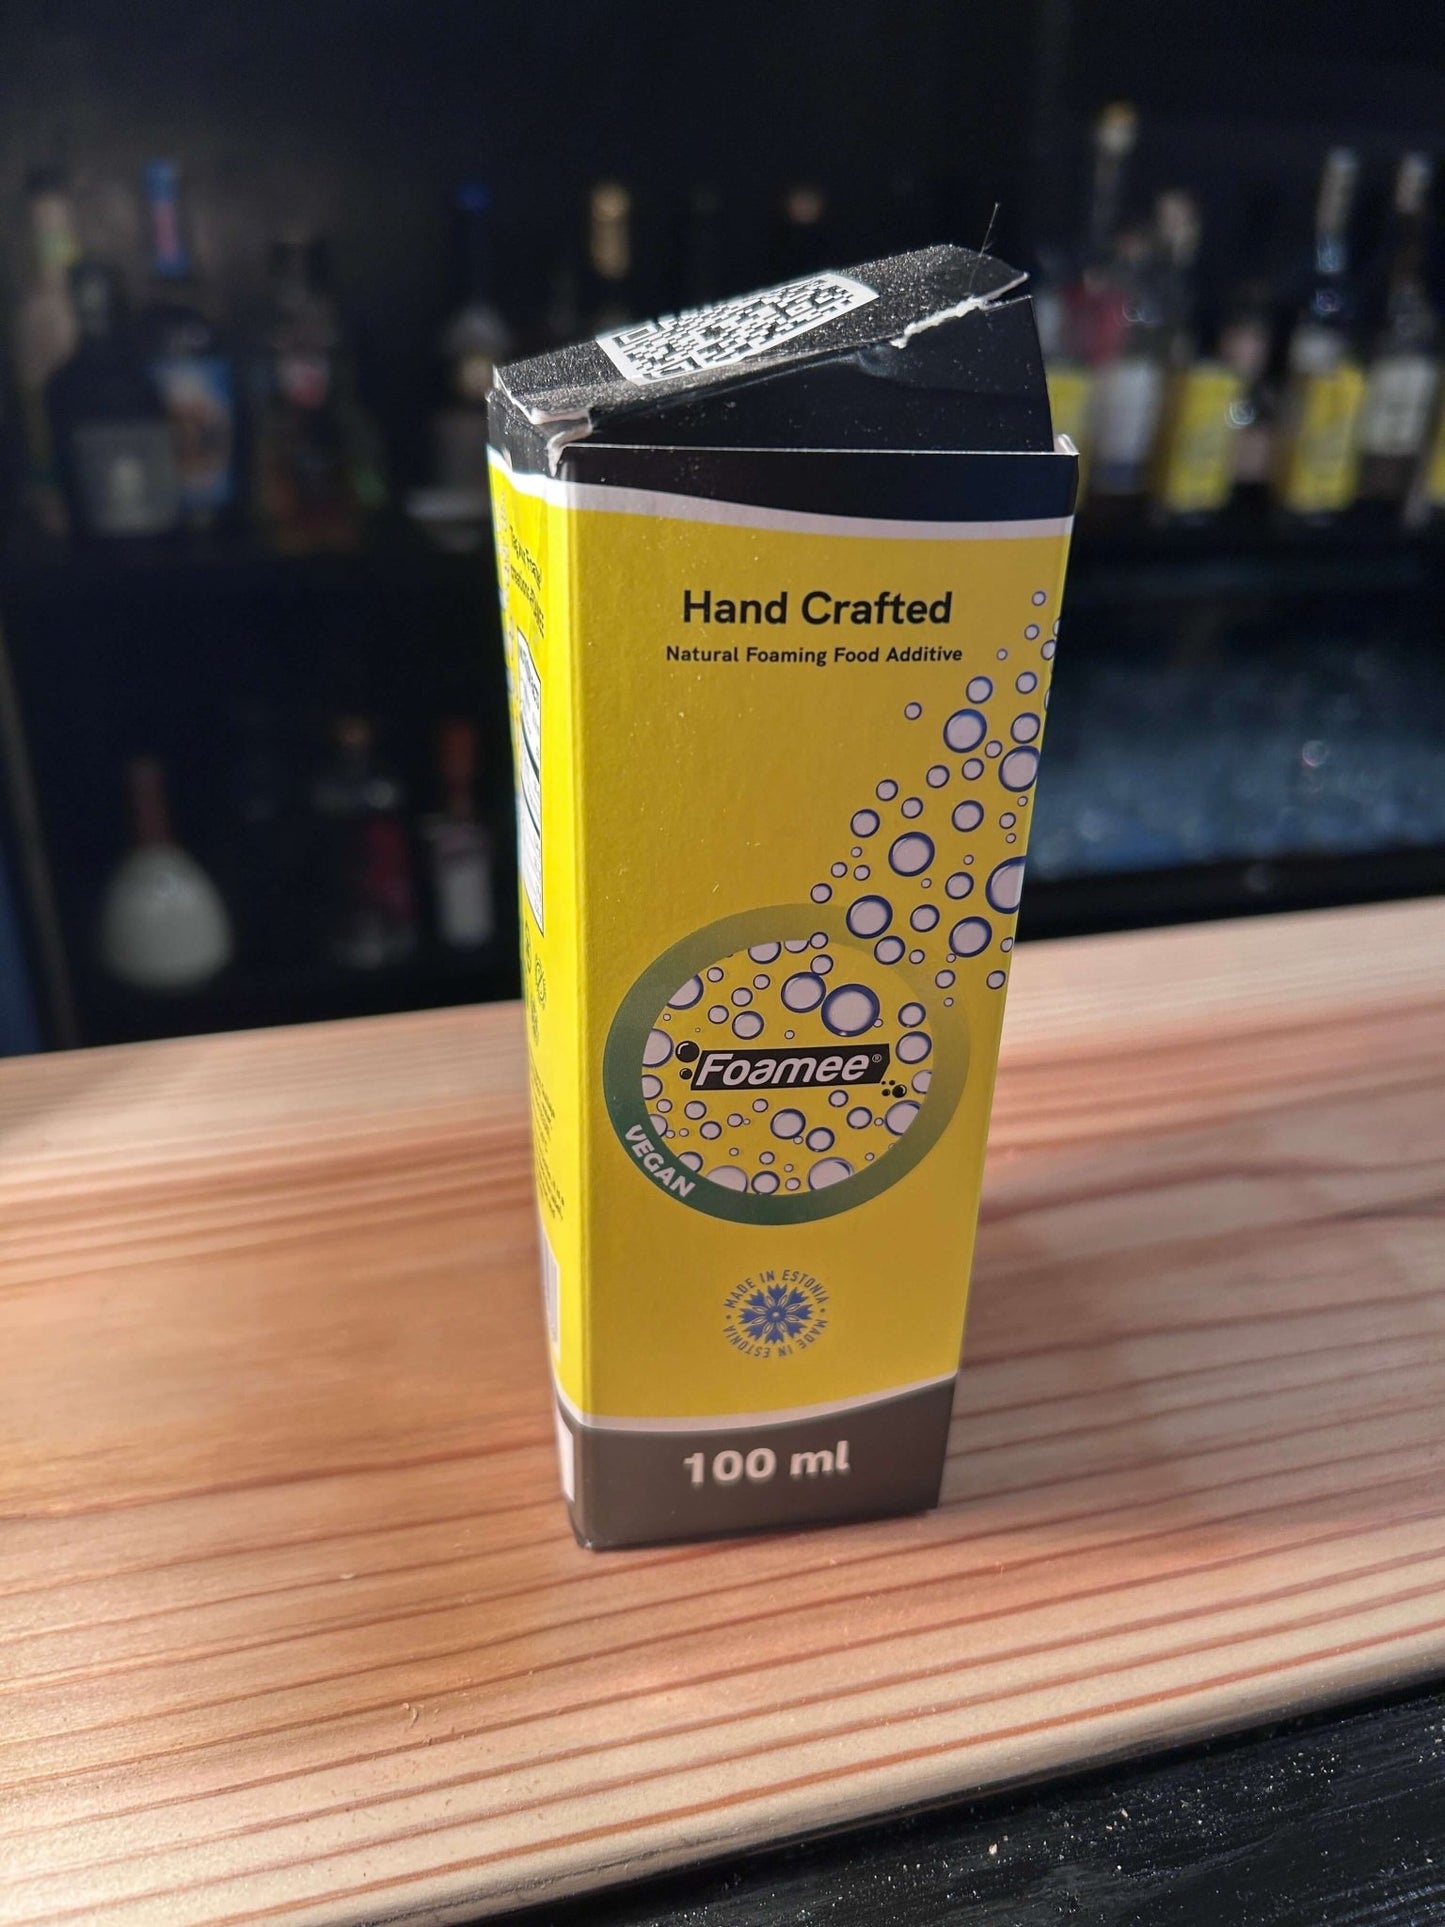 Hand Crafted
Natural Foaming Food Additive
Foamee®
VEGAN
MADE IN ESTONIA • MADE IN ESTONIA •
100 ml